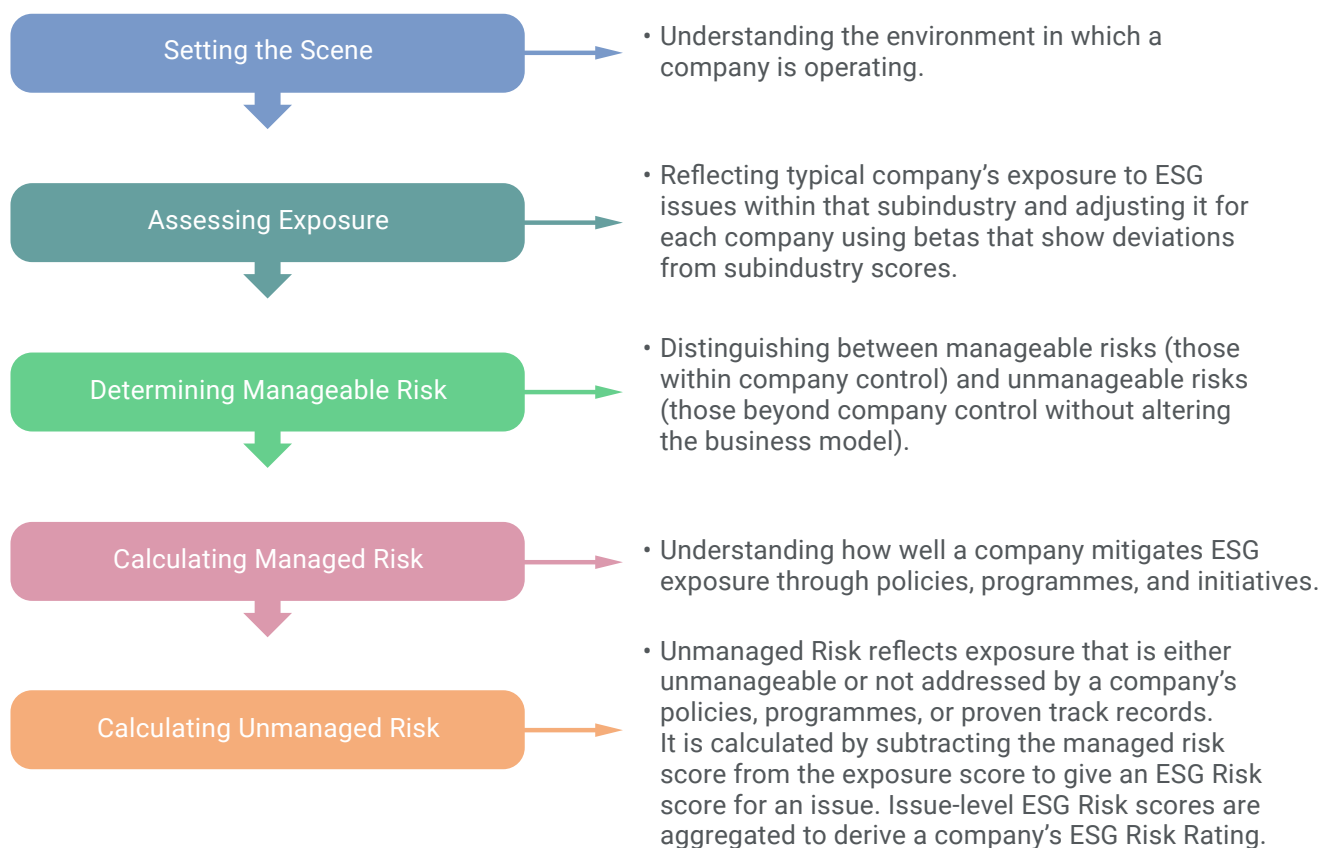 Setting the Scene
• Understanding the environment in which a
company is operating.
Assessing Exposure
• Reflecting typical company’s exposure to ESG
issues within that subindustry and adjusting it for
each company using betas that show deviations
from subindustry scores.
Determining Manageable Risk
• Distinguishing between manageable risks (those
within company control) and unmanageable risks
(those beyond company control without altering
the business model).
Calculating Managed Risk
• Understanding how well a company mitigates ESG
exposure through policies, programmes, and initiatives.
Calculating Unmanaged Risk
• Unmanaged Risk reflects exposure that is either
unmanageable or not addressed by a company’s
policies, programmes, or proven track records.
It is calculated by subtracting the managed risk
score from the exposure score to give an ESG Risk
score for an issue. Issue-level ESG Risk scores are
aggregated to derive a company’s ESG Risk Rating.